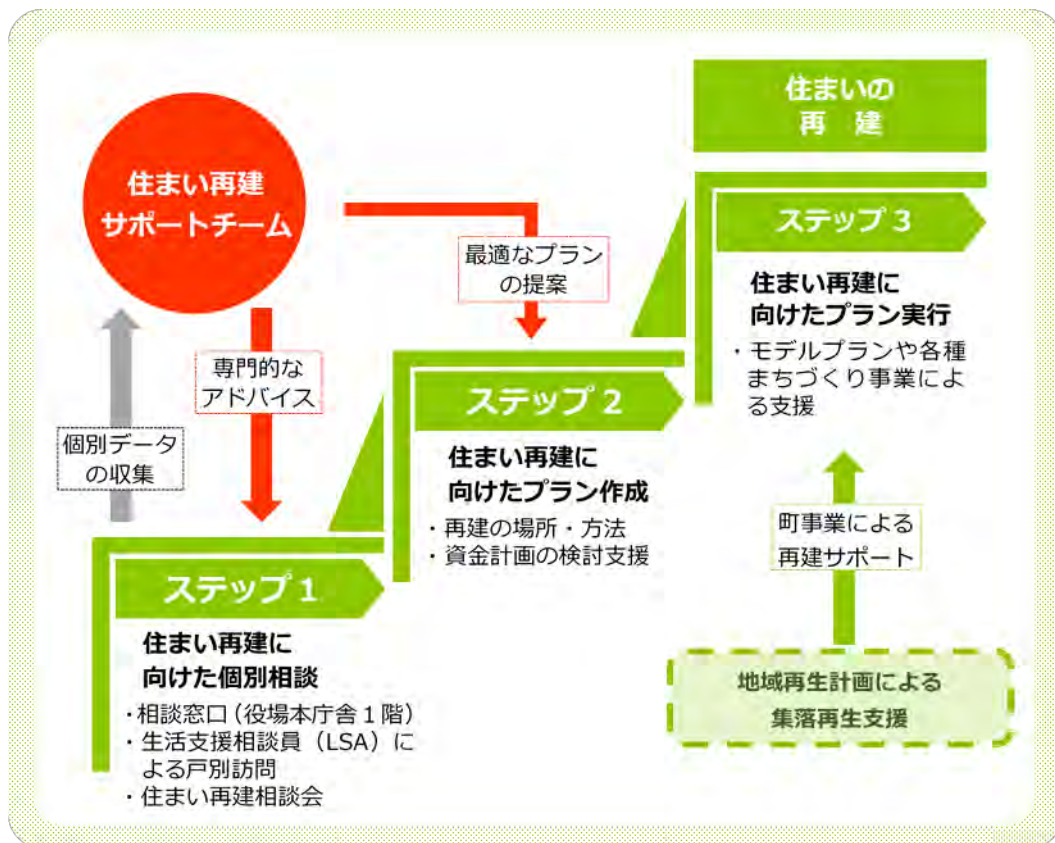 住まいの
再　建
住まい再建
サポートチーム
ステップ３
最適なプラン
の提案
住まい再建に
向けたプラン実行
・モデルプランや各種
まちづくり事業によ
る支援
専門的な
アドバイス
ステップ２
個別データ
の収集
住まい再建に
向けたプラン作成
・再建の場所・方法
・資金計画の検討支援
町事業による
再建サポート
ステップ１
住まい再建に
向けた個別相談
・相談窓口（役場本庁舎１階）
・生活支援相談員（LSA）に
よる戸別訪問
・住まい再建相談会
地域再生計画による
集落再生支援